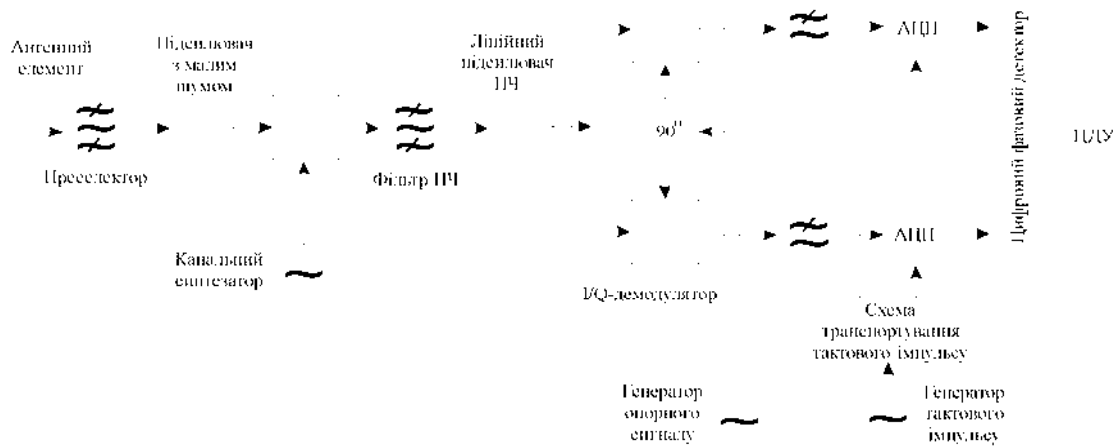 Антенний
елемент
Підсилювач
з малим
шумом
Лінійний
підсилювач
ПЧ
АЦП
Цифровий фазовий детектор
90°
Преселектор
Фільтр ПЧ
АЦП
Канальний
синтезатор
I/Q-демодулятор
Схема
транспортування
тактового імпульсу
Генератор
опорного
сигналу
Генератор
тактового
імпульсу